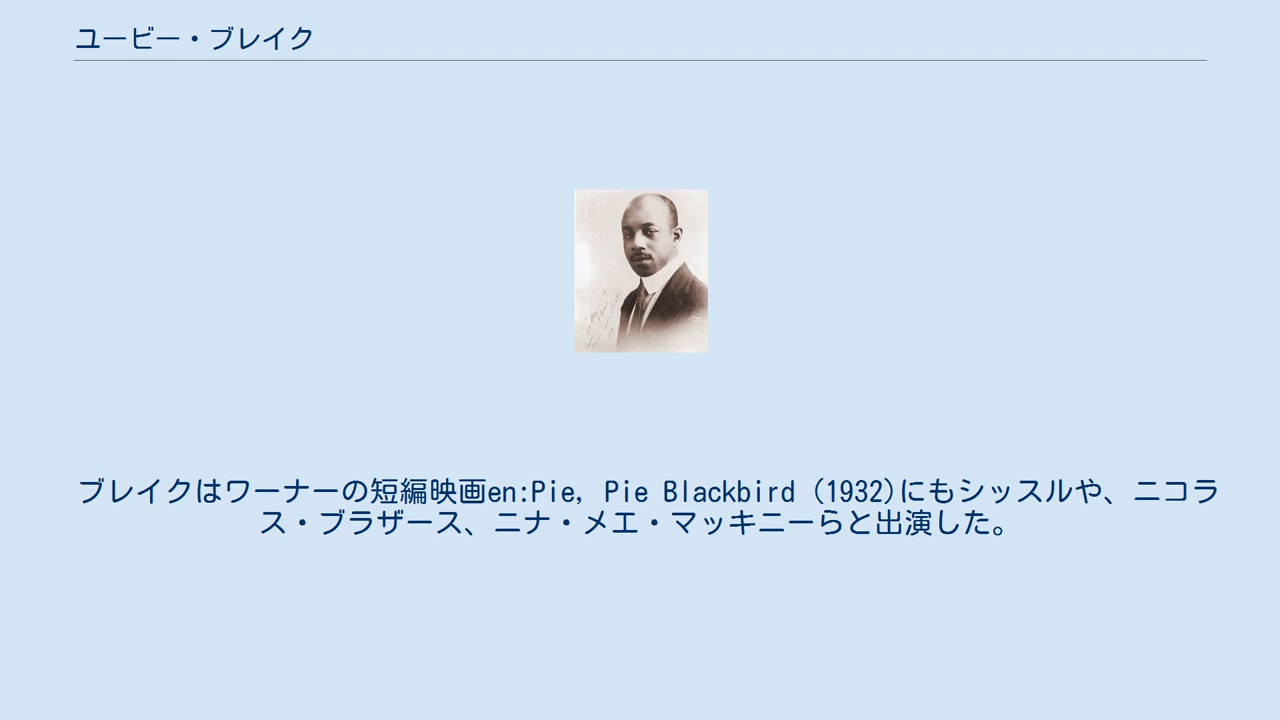 ユービー・ブレイク
ブレイクはワーナーの短編映画en:Pie, Pie Blackbird (1932)にもシッスルや、ニコラ
ス・ブラザース、ニナ・メエ・マッキニーらと出演した。